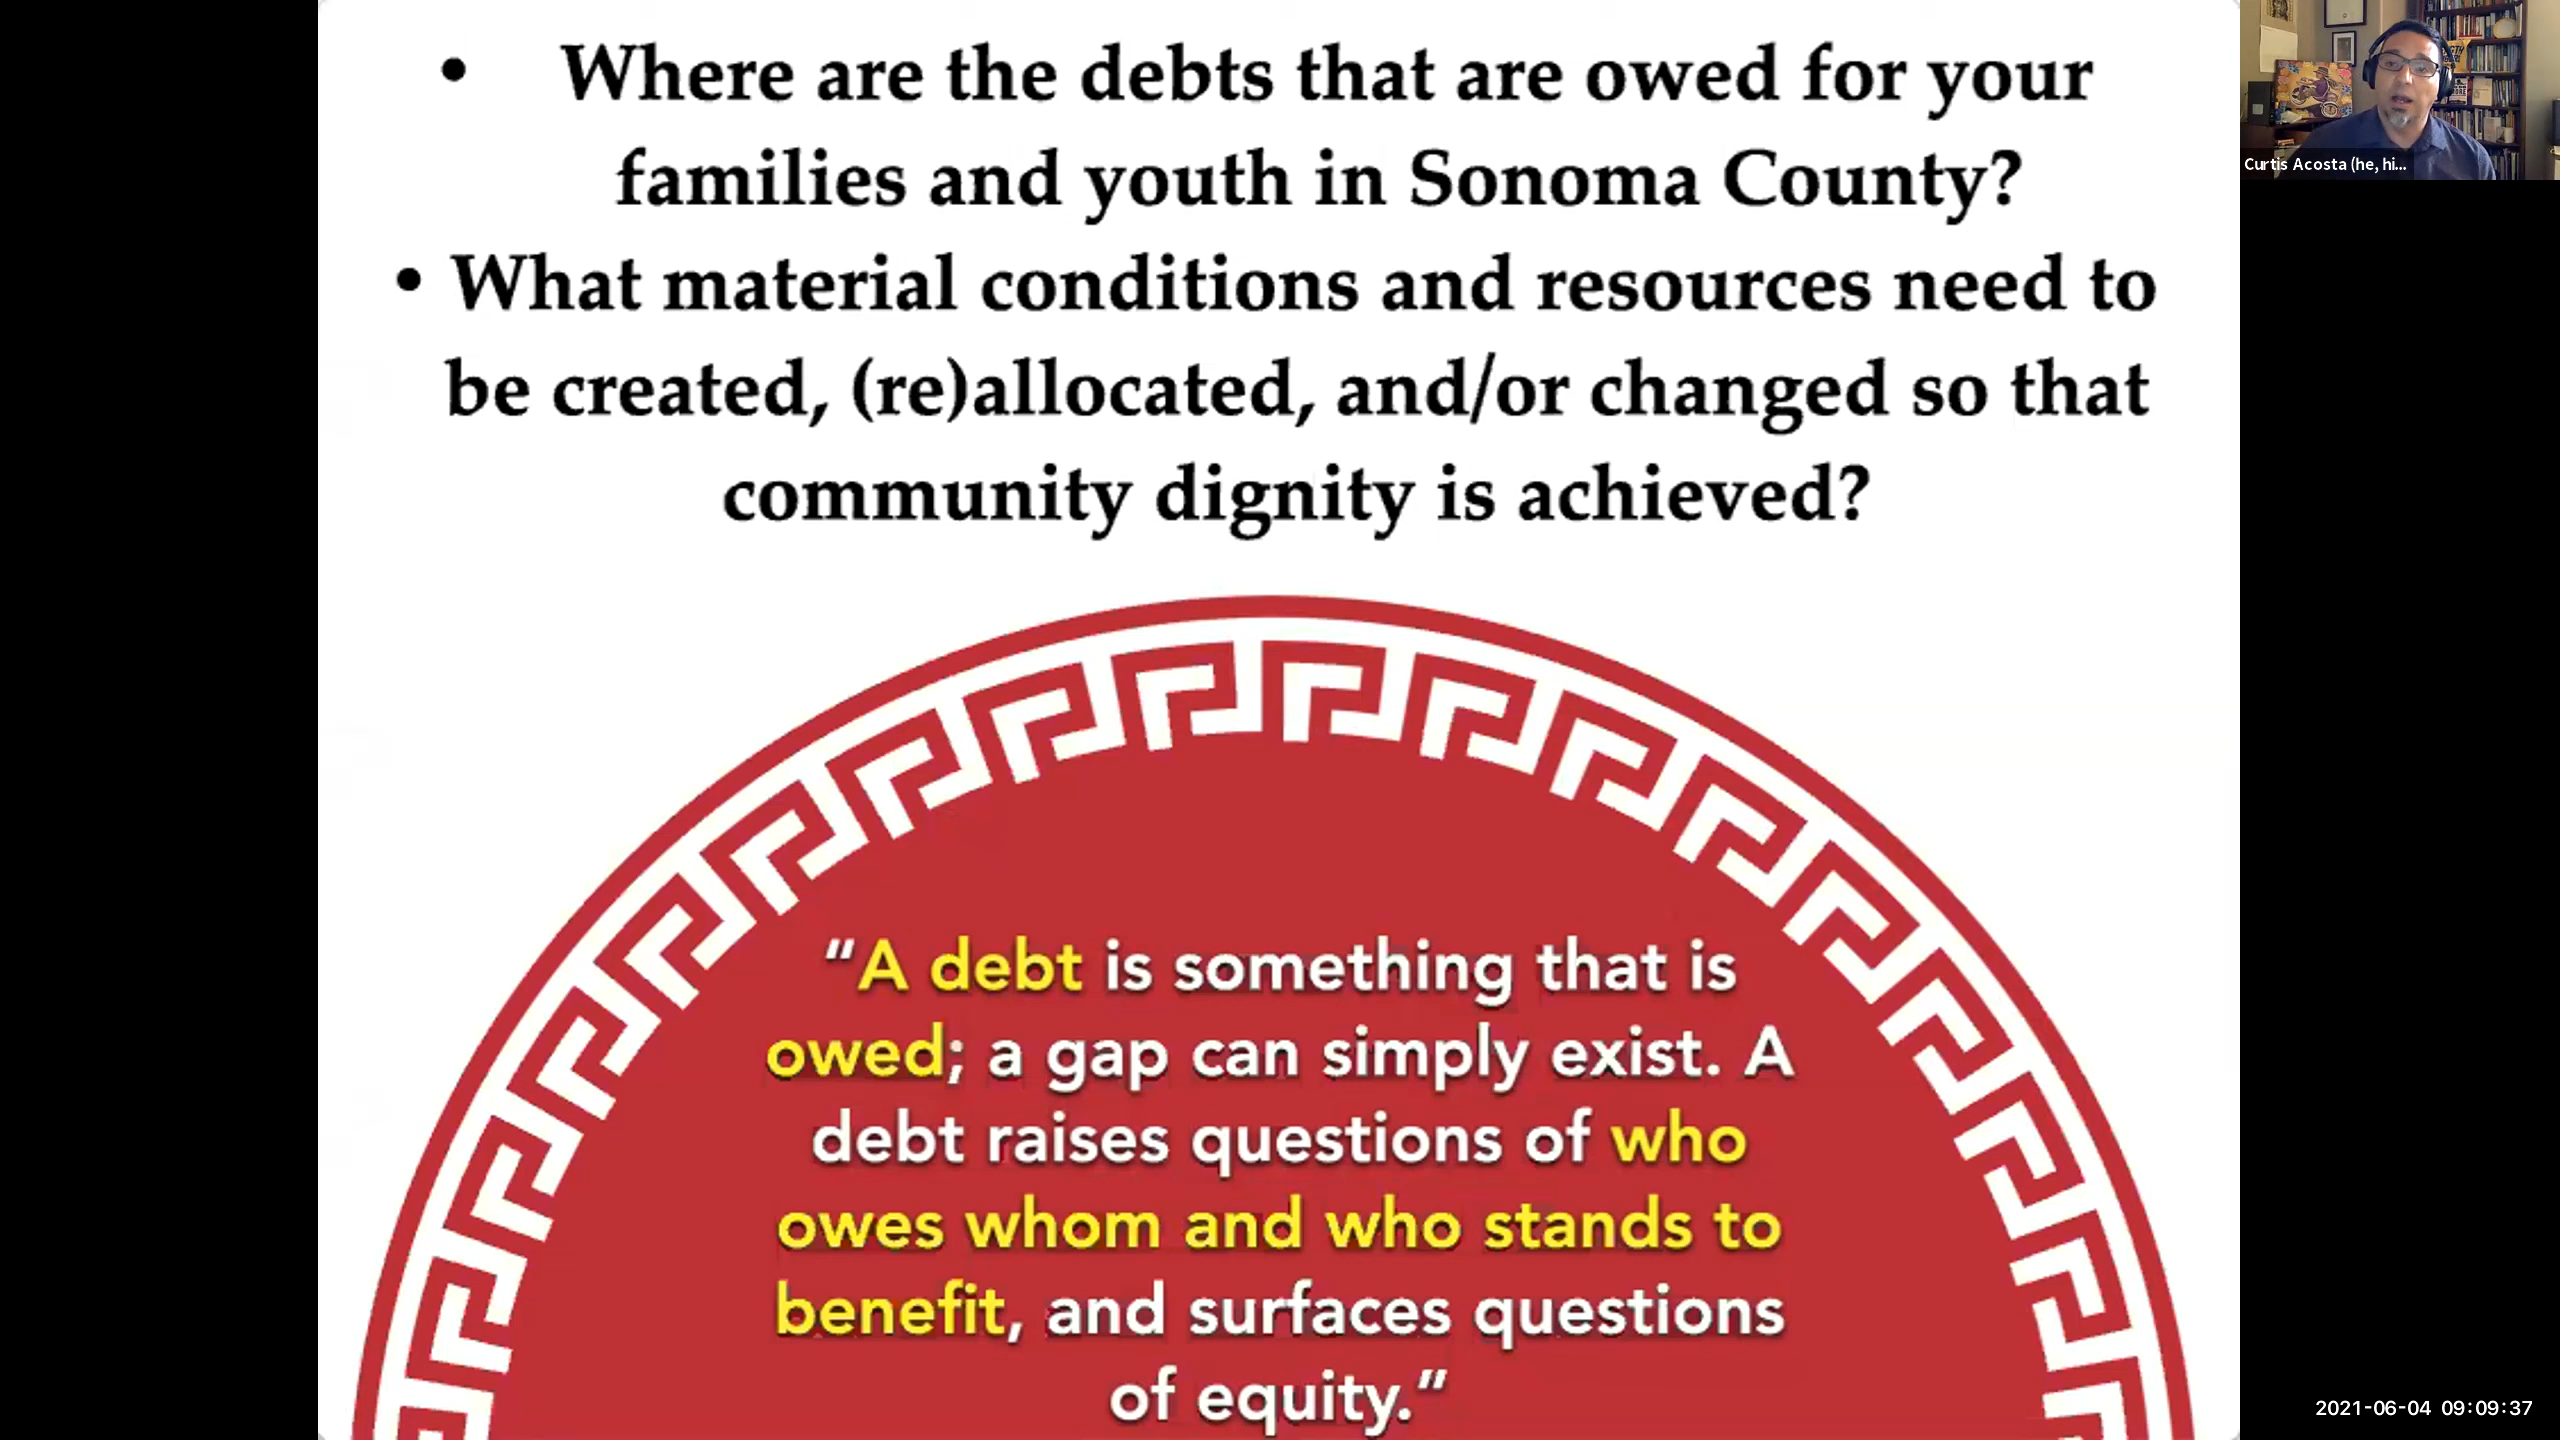 • Where are the debts that are owed for your
families and youth in Sonoma County?
• What material conditions and resources need to
be created, (re)allocated, and/or changed so that
community dignity is achieved?
“A debt is something that is
owed; a gap can simply exist. A
debt raises questions of who
owes whom and who stands to
benefit, and surfaces questions
of equity.”
Curtis Acosta (he, hi...
2021-06-04 09:09:37